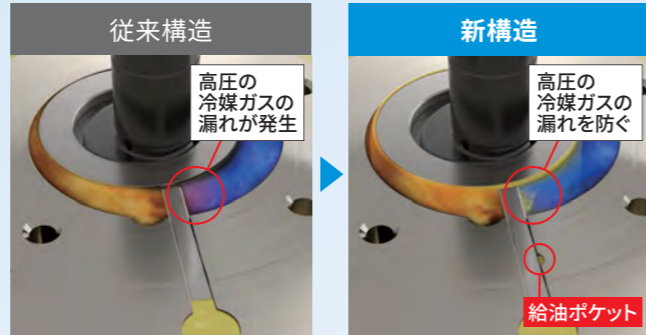 従来構造
高圧の
冷媒ガスの
漏れが発生
新構造
高圧の
冷媒ガスの
漏れを防ぐ
給油ポケット